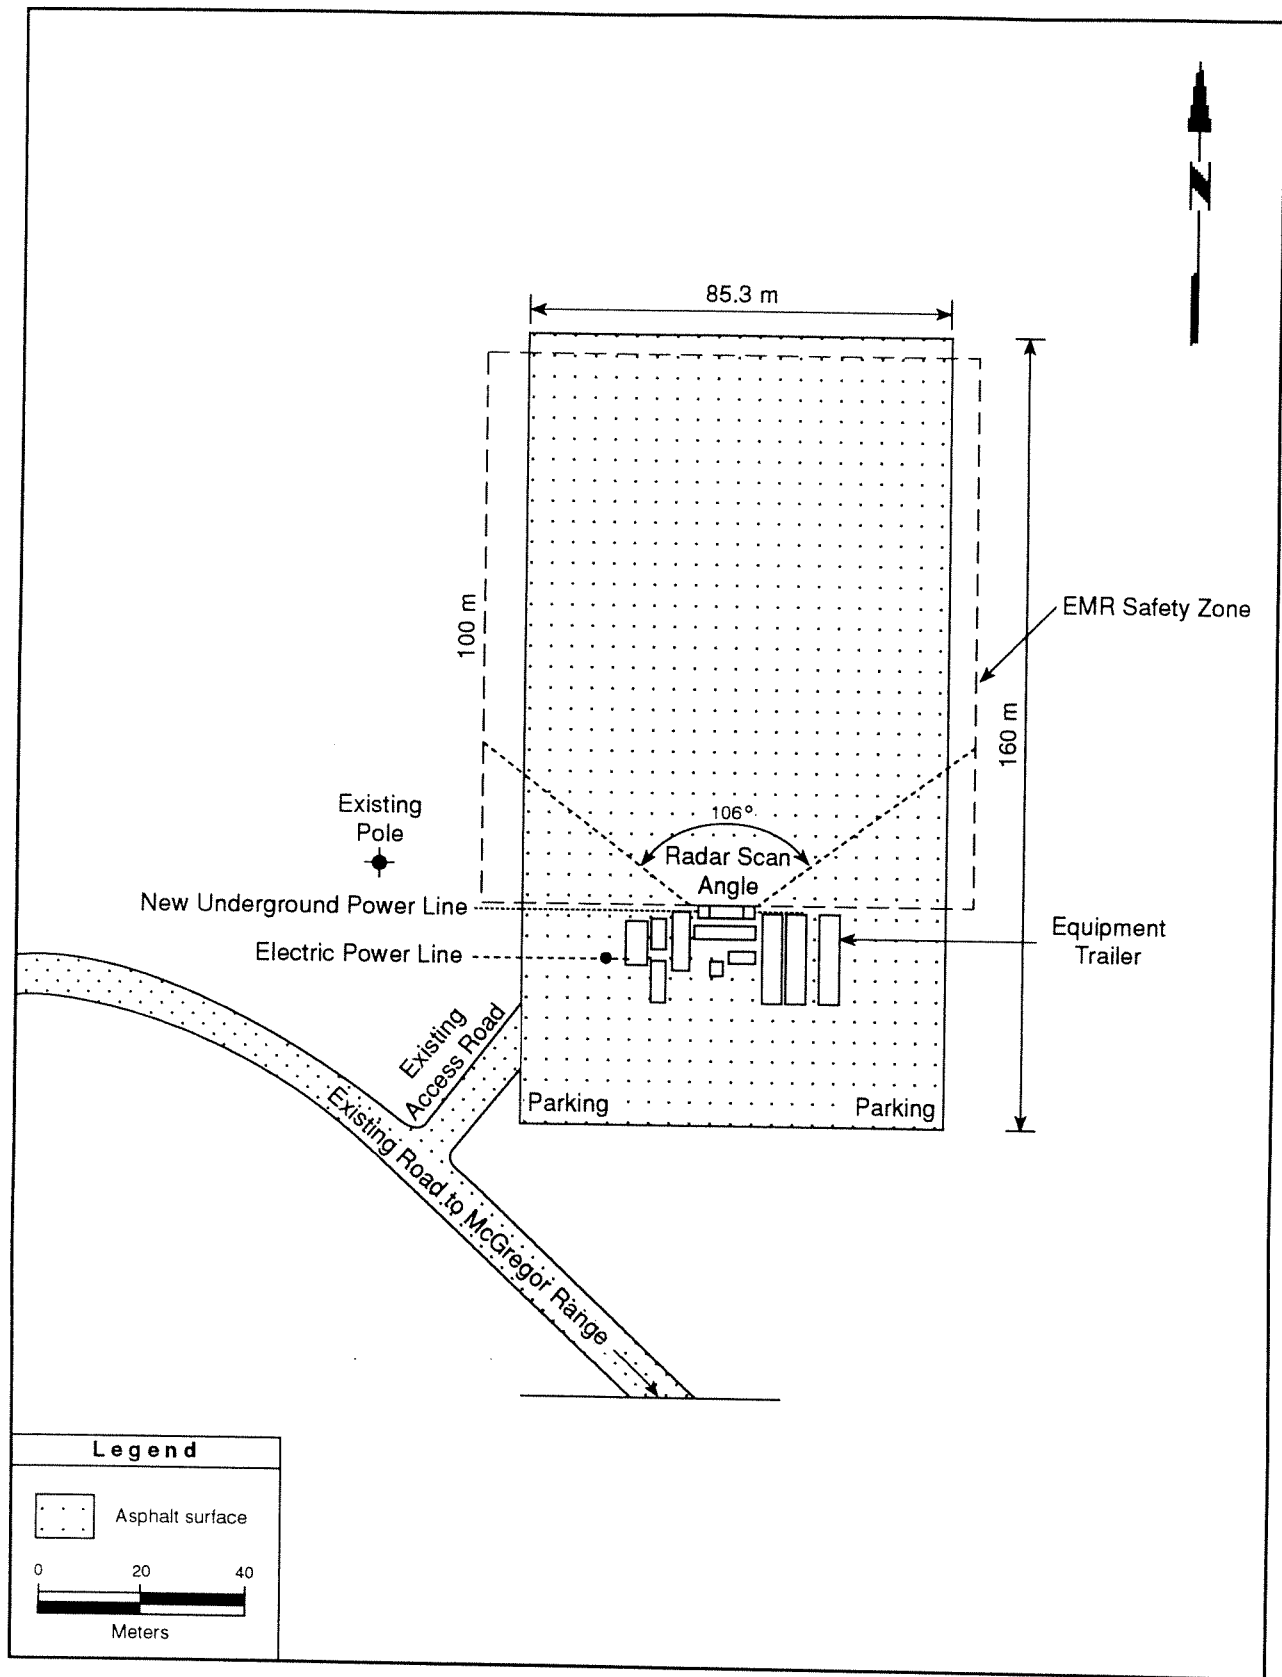 N
85.3 m
100 m
EMR Safety Zone
160 m
Existing
Pole
106°
Radar Scan
Angle
New Underground Power Line
Electric Power Line
Equipment
Trailer
Existing
Access Road
Parking
Parking
Existing Road to McGregor Range
Legend
Asphalt surface
0 20 40
Meters